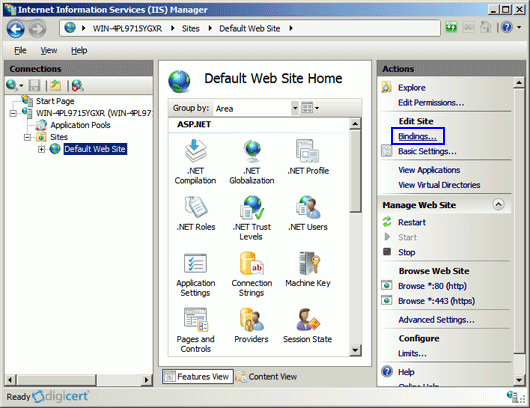 Internet Information Services (IIS) Manager
WIN-4PL9715YGXR
Sites
Default Web Site
File
View
Help
Connections
Start Page
WIN-4PL9715YGXR (WIN-4PL97
Application Pools
Sites
Default Web Site
Default Web Site Home
Group by: Area
ASP.NET
.NET Compilation
.NET Globalization
.NET Profile
.NET Roles
.NET Trust Levels
.NET Users
Application Settings
Connection Strings
Machine Key
Pages and Controls
Providers
Session State
Features View
Content View
Actions
Explore
Edit Permissions...
Edit Site
Bindings...
Basic Settings...
View Applications
View Virtual Directories
Manage Web Site
Restart
Start
Stop
Browse Web Site
Browse *:80 (http)
Browse *:443 (https)
Advanced Settings...
Configure
Limits...
Help
Online Help
Ready
digicert